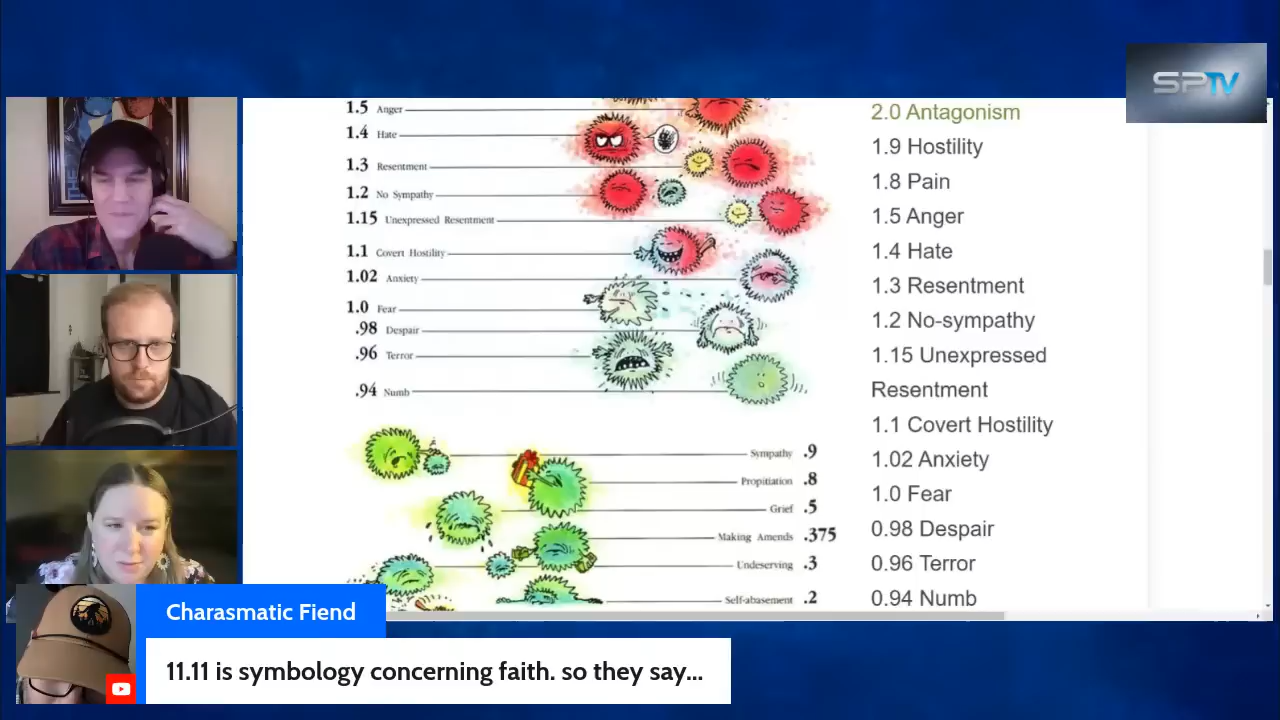 SPTV
1.5 Anger
1.4 Hate
1.3 Resentment
1.2 No Sympathy
1.15 Unexpressed Resentment
1.1 Covert Hostility
1.02 Anxiety
1.0 Fear
.98 Despair
.96 Terror
.94 Numb
Sympathy .9
Propitiation .8
Grief .5
Making Amends .375
Undeserving .3
Self-abasement .2
2.0 Antagonism
1.9 Hostility
1.8 Pain
1.5 Anger
1.4 Hate
1.3 Resentment
1.2 No-sympathy
1.15 Unexpressed
Resentment
1.1 Covert Hostility
1.02 Anxiety
1.0 Fear
0.98 Despair
0.96 Terror
0.94 Numb
Charasmatic Fiend
11.11 is symbology concerning faith. so they say...